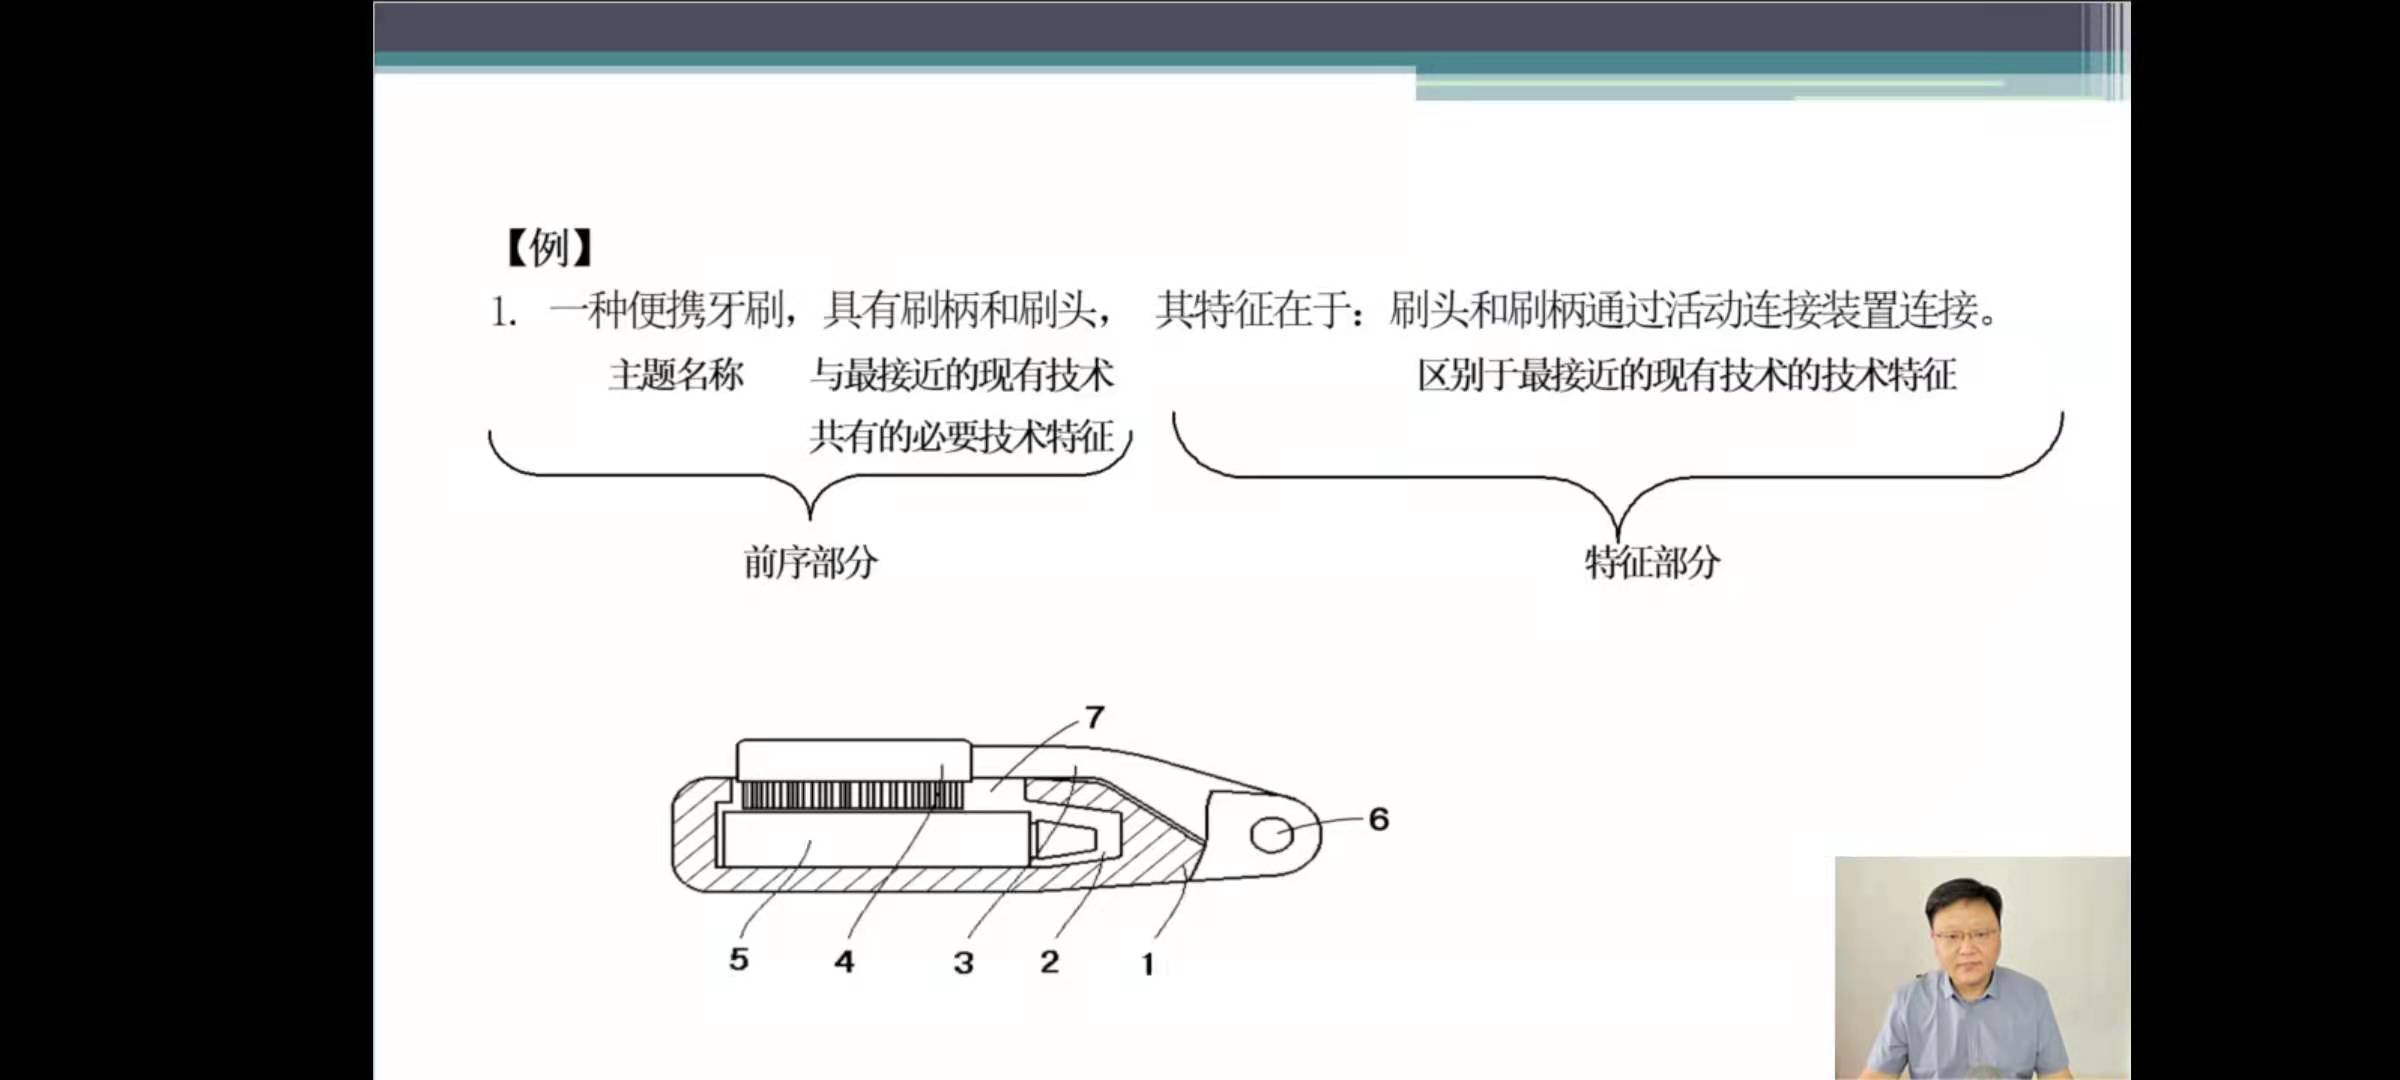 【例】
1. 一种便携牙刷，具有刷柄和刷头， 其特征在于：刷头和刷柄通过活动连接装置连接。
主题名称 与最接近的现有技术 区别于最接近的现有技术的技术特征
共有的必要技术特征
前序部分 特征部分
7
6
5 4 3 2 1